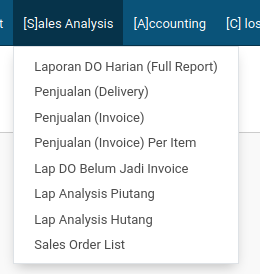 t [S]ales Analysis [A]ccounting [C] los
Laporan DO Harian (Full Report)
Penjualan (Delivery)
Penjualan (Invoice)
Penjualan (Invoice) Per Item
Lap DO Belum Jadi Invoice
Lap Analysis Piutang
Lap Analysis Hutang
Sales Order List